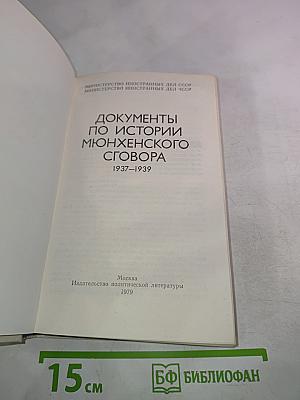 МИНИСТЕРСТВО ИНОСТРАННЫХ ДЕЛ СССР
МИНИСТЕРСТВО ИНОСТРАННЫХ ДЕЛ ЧССР
ДОКУМЕНТЫ
ПО ИСТОРИИ
МЮНХЕНСКОГО
СГОВОРА
1937—1939
Москва
Издательство политической литературы
1979
15 см
БФ БИБЛИОФАН